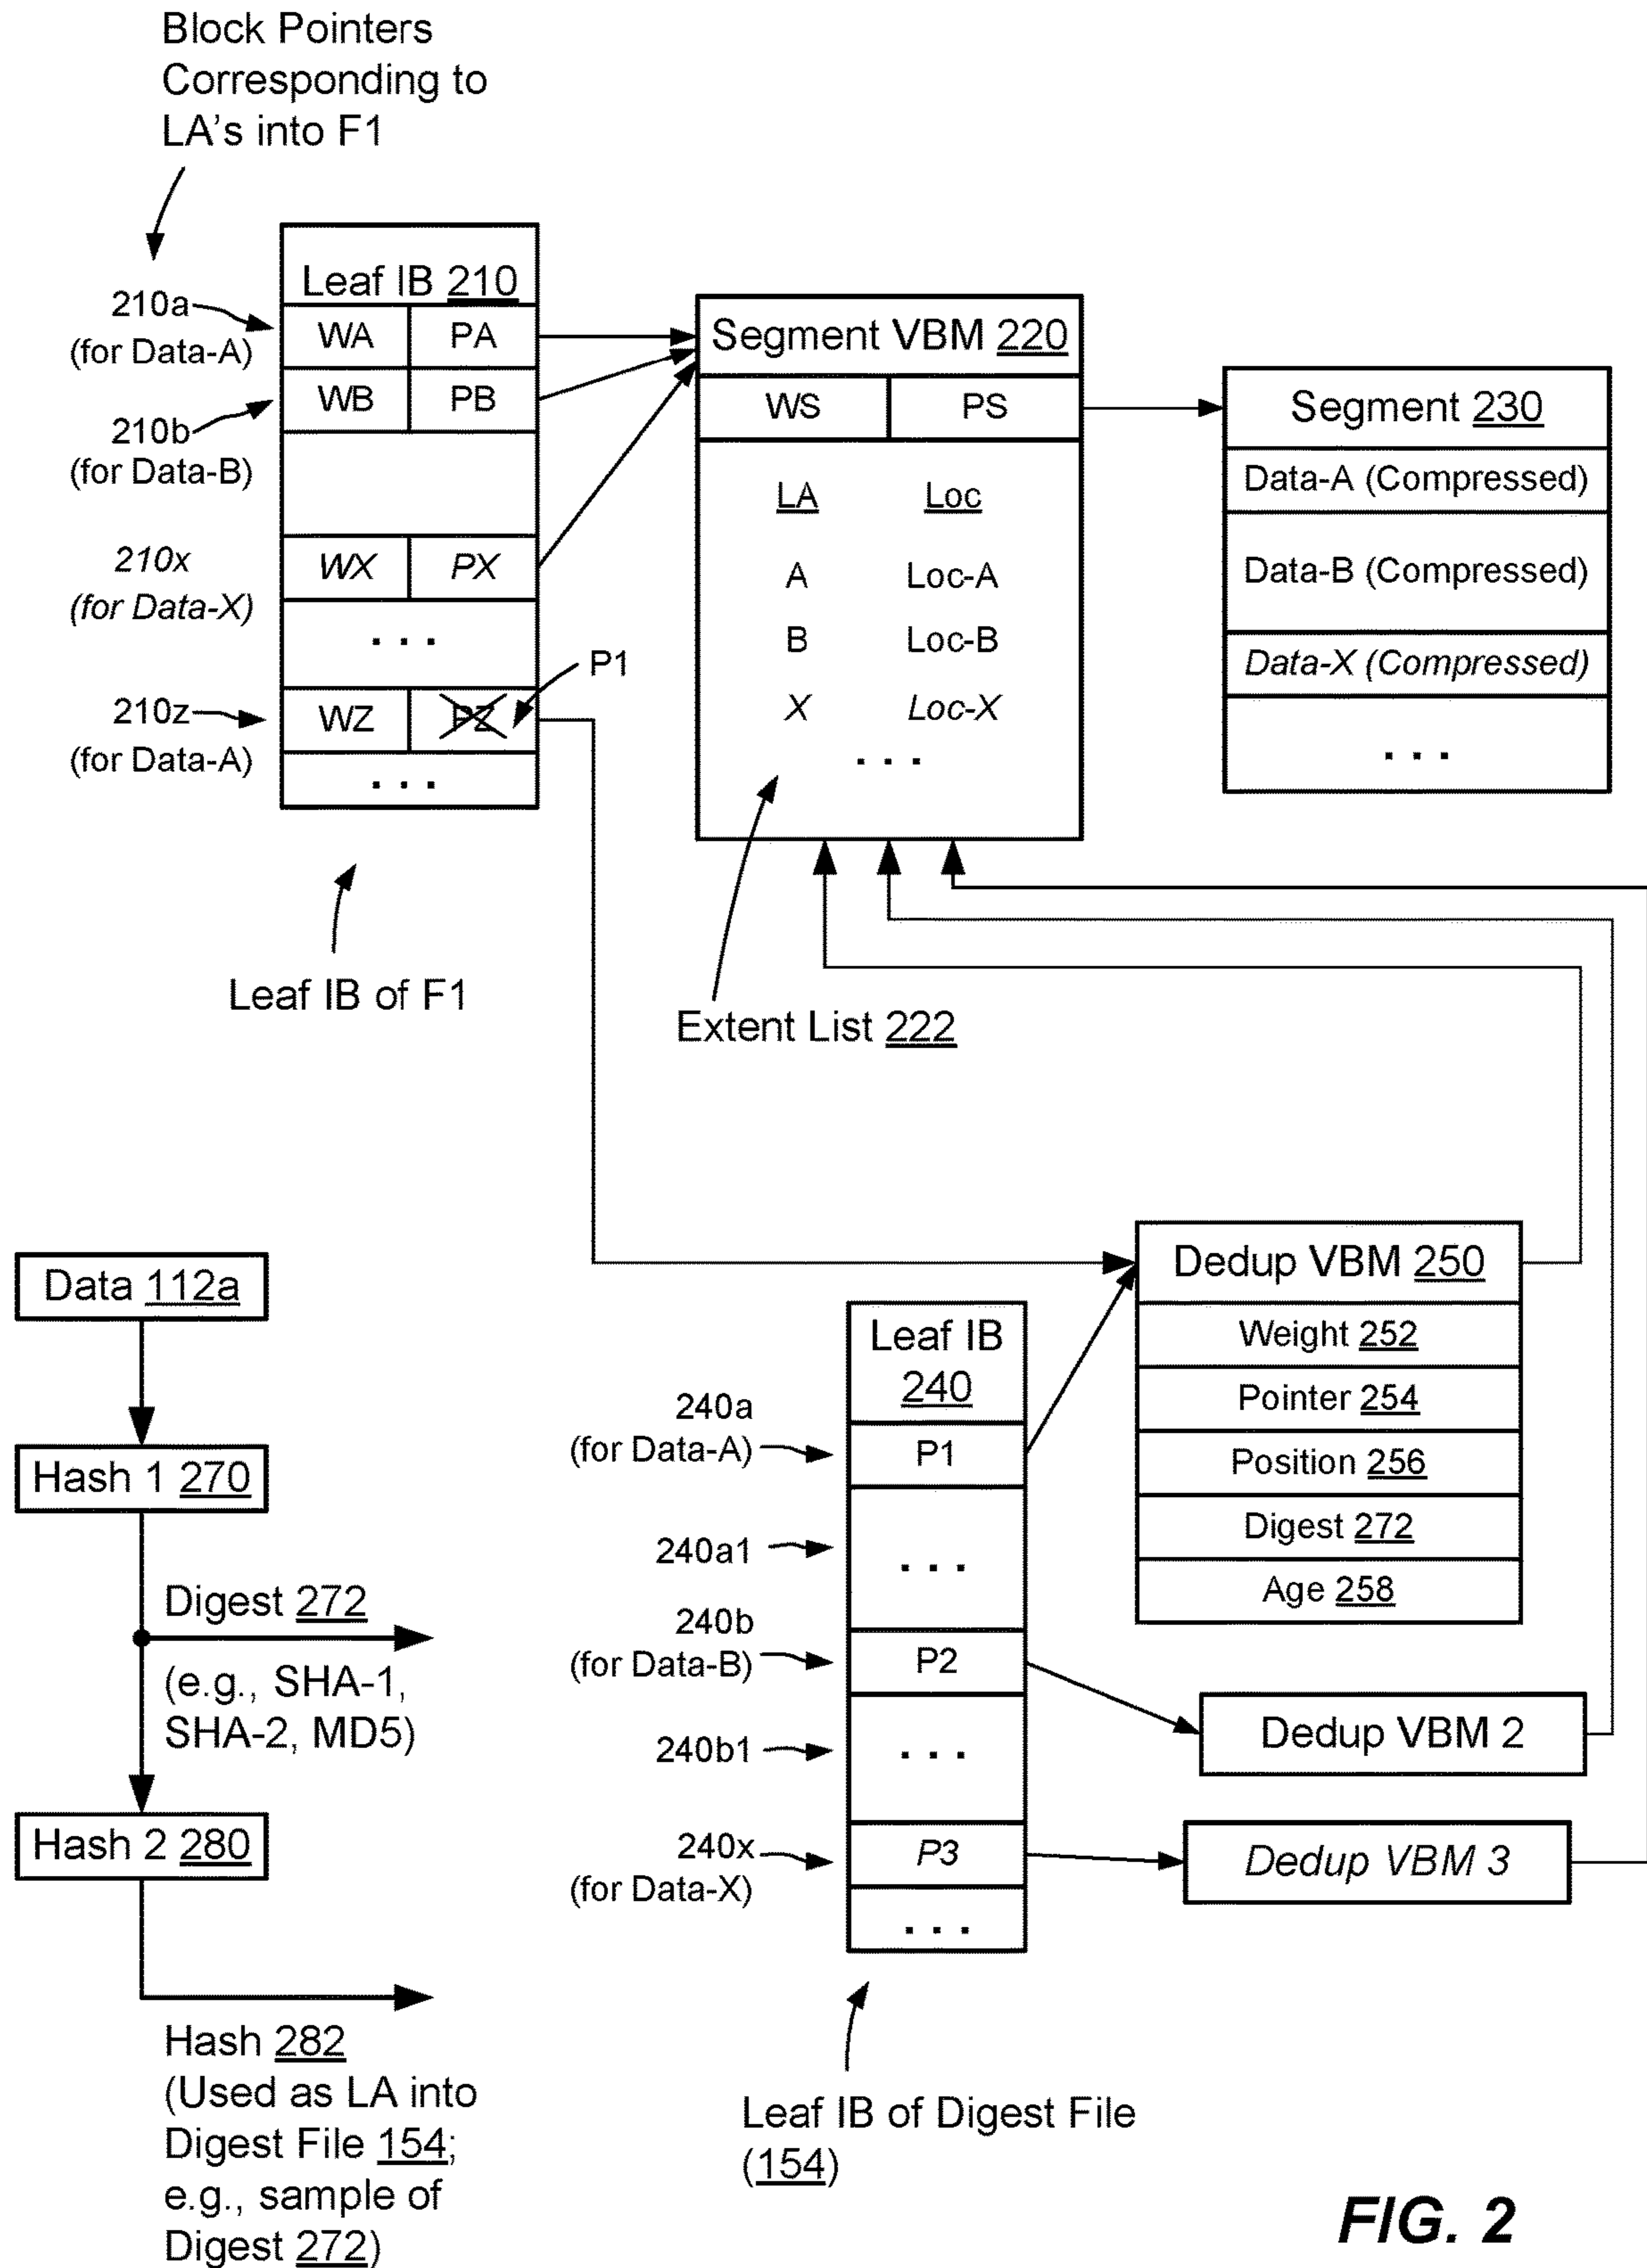 Block Pointers
Corresponding to
LA's into F1
210a
(for Data-A)
210b
(for Data-B)
210x
(for Data-X)
210z
(for Data-A)
Leaf IB 210
WA PA
WB PB
WX PX
. . .
WZ PZ
. . .
P1
Leaf IB of F1
Segment VBM 220
WS PS
LA Loc
A Loc-A
B Loc-B
X Loc-X
. . .
Extent List 222
Segment 230
Data-A (Compressed)
Data-B (Compressed)
Data-X (Compressed)
. . .
Data 112a
Hash 1 270
Digest 272
(e.g., SHA-1,
SHA-2, MD5)
Hash 2 280
Hash 282
(Used as LA into
Digest File 154;
e.g., sample of
Digest 272)
240a
(for Data-A)
240a1
240b
(for Data-B)
240b1
240x
(for Data-X)
Leaf IB
240
P1
. . .
P2
. . .
P3
. . .
Leaf IB of Digest File
(154)
Dedup VBM 250
Weight 252
Pointer 254
Position 256
Digest 272
Age 258
Dedup VBM 2
Dedup VBM 3
FIG. 2